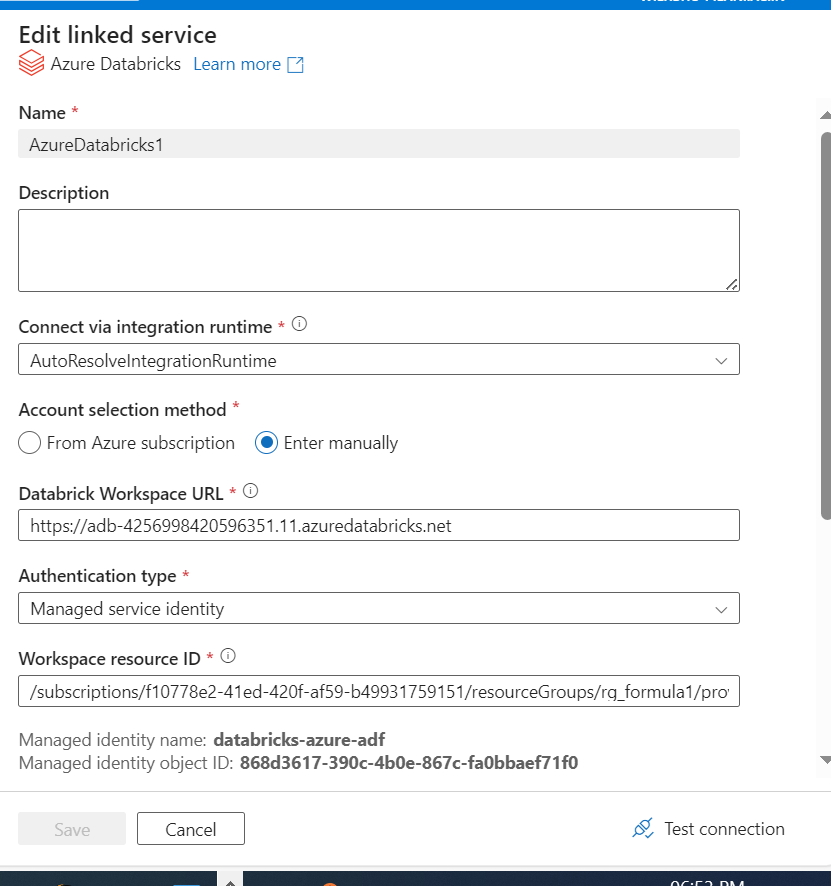 Edit linked service
Azure Databricks Learn more
Name *
AzureDatabricks1
Description
Connect via integration runtime *
AutoResolveIntegrationRuntime
Account selection method *
From Azure subscription Enter manually
Databrick Workspace URL *
https://adb-4256998420596351.11.azuredatabricks.net
Authentication type *
Managed service identity
Workspace resource ID *
/subscriptions/f10778e2-41ed-420f-af59-b49931759151/resourceGroups/rg_formula1/prov
Managed identity name: databricks-azure-adf
Managed identity object ID: 868d3617-390c-4b0e-867c-fa0bbaef71f0
Save Cancel Test connection